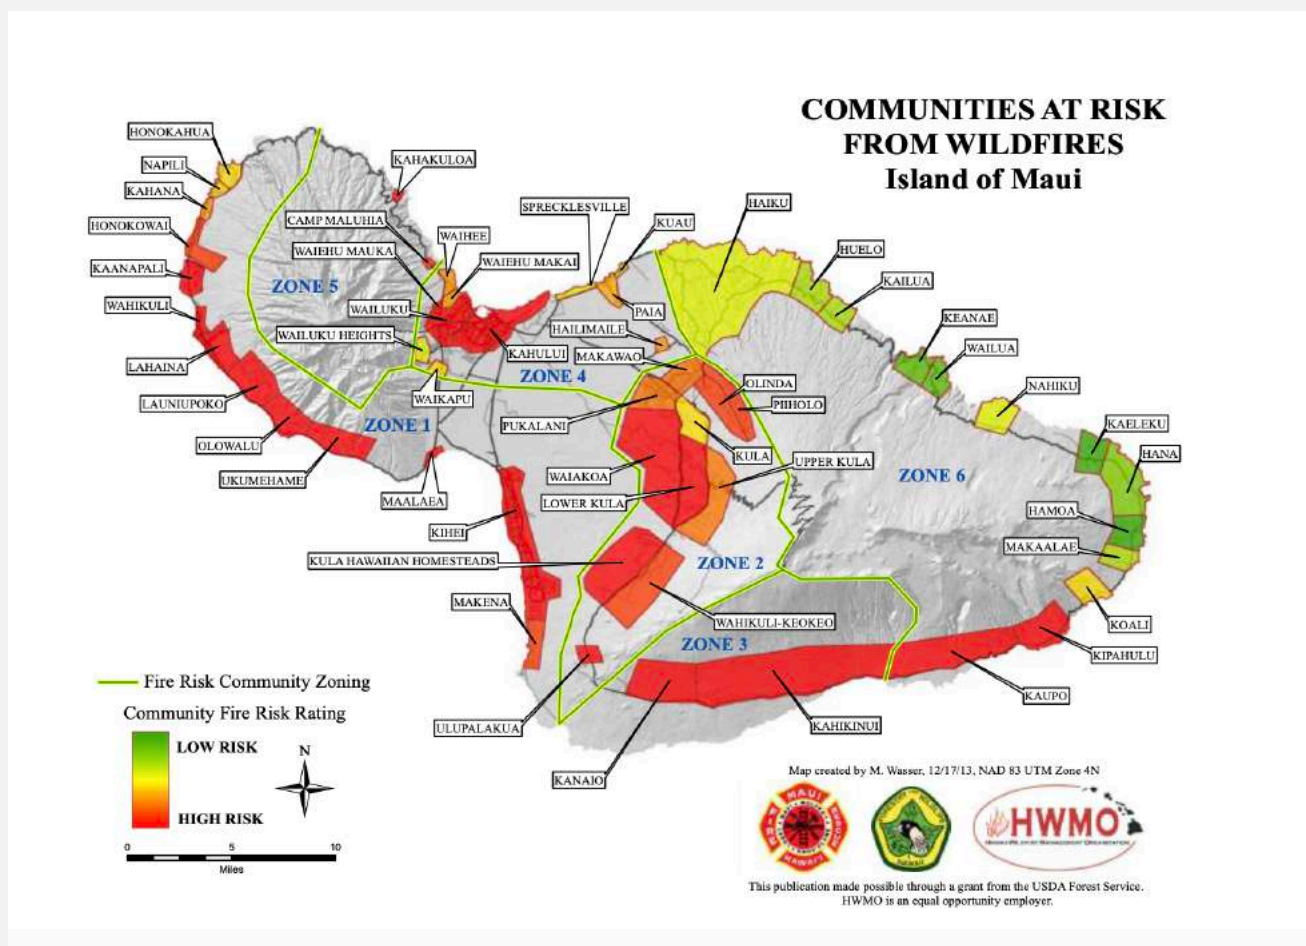 COMMUNITIES AT RISK
FROM WILDFIRES
Island of Maui
HONOKAHUA
NAPILI
KAHANA
HONOKOWAI
KAANAPALI
WAHIKULI
LAHAINA
LAUNIUPOKO
OLOWALU
UKUMEHAME
KAHAKULOA
CAMP MALUHIA
WAIEHU MAUKA
WAIHEE
WAIEHU MAKAI
ZONE 5
WAILUKU
WAILUKU HEIGHTS
KAHULUI
WAIKAPU
ZONE 1
MAALAEA
SPRECKLESVILLE
KUAU
PAIA
HAILIMAILE
MAKAWAO
ZONE 4
PUKALANI
HAIKU
HUELO
KAILUA
KEANAE
WAILUA
NAHIKU
KAELEKU
HANA
HAMOA
MAKAALAE
KOALI
KIPAHULU
KAUPO
KAHIKINUI
KANAIO
ULUPALAKUA
OLINDA
PIIHOLO
KULA
UPPER KULA
WAIAKOA
LOWER KULA
KIHEI
KULA HAWAIIAN HOMESTEADS
ZONE 2
ZONE 6
MAKENA
WAHIKULI-KEOKEO
ZONE 3
Fire Risk Community Zoning
Community Fire Risk Rating
LOW RISK
HIGH RISK
N
0 5 10
Miles
Map created by M. Wasser, 12/17/13, NAD 83 UTM Zone 4N
MAUI
FIRE
HAWAI'I
HWMO
This publication made possible through a grant from the USDA Forest Service.
HWMO is an equal opportunity employer.